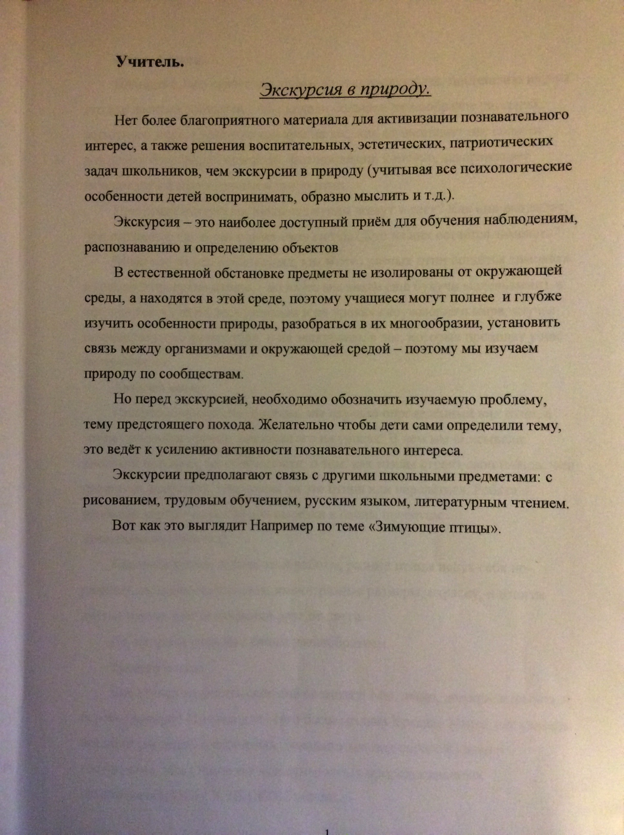 Учитель.
Экскурсия в природу.
Нет более благоприятного материала для активизации познавательного
интерес, а также решения воспитательных, эстетических, патриотических
задач школьников, чем экскурсии в природу (учитывая все психологические
особенности детей воспринимать, образно мыслить и т.д.).
Экскурсия – это наиболее доступный приём для обучения наблюдениям,
распознаванию и определению объектов
В естественной обстановке предметы не изолированы от окружающей
среды, а находятся в этой среде, поэтому учащиеся могут полнее и глубже
изучить особенности природы, разобраться в их многообразии, установить
связь между организмами и окружающей средой – поэтому мы изучаем
природу по сообществам.
Но перед экскурсией, необходимо обозначить изучаемую проблему,
тему предстоящего похода. Желательно чтобы дети сами определили тему,
это ведёт к усилению активности познавательного интереса.
Экскурсии предполагают связь с другими школьными предметами: с
рисованием, трудовым обучением, русским языком, литературным чтением.
Вот как это выглядит Например по теме «Зимующие птицы».
1